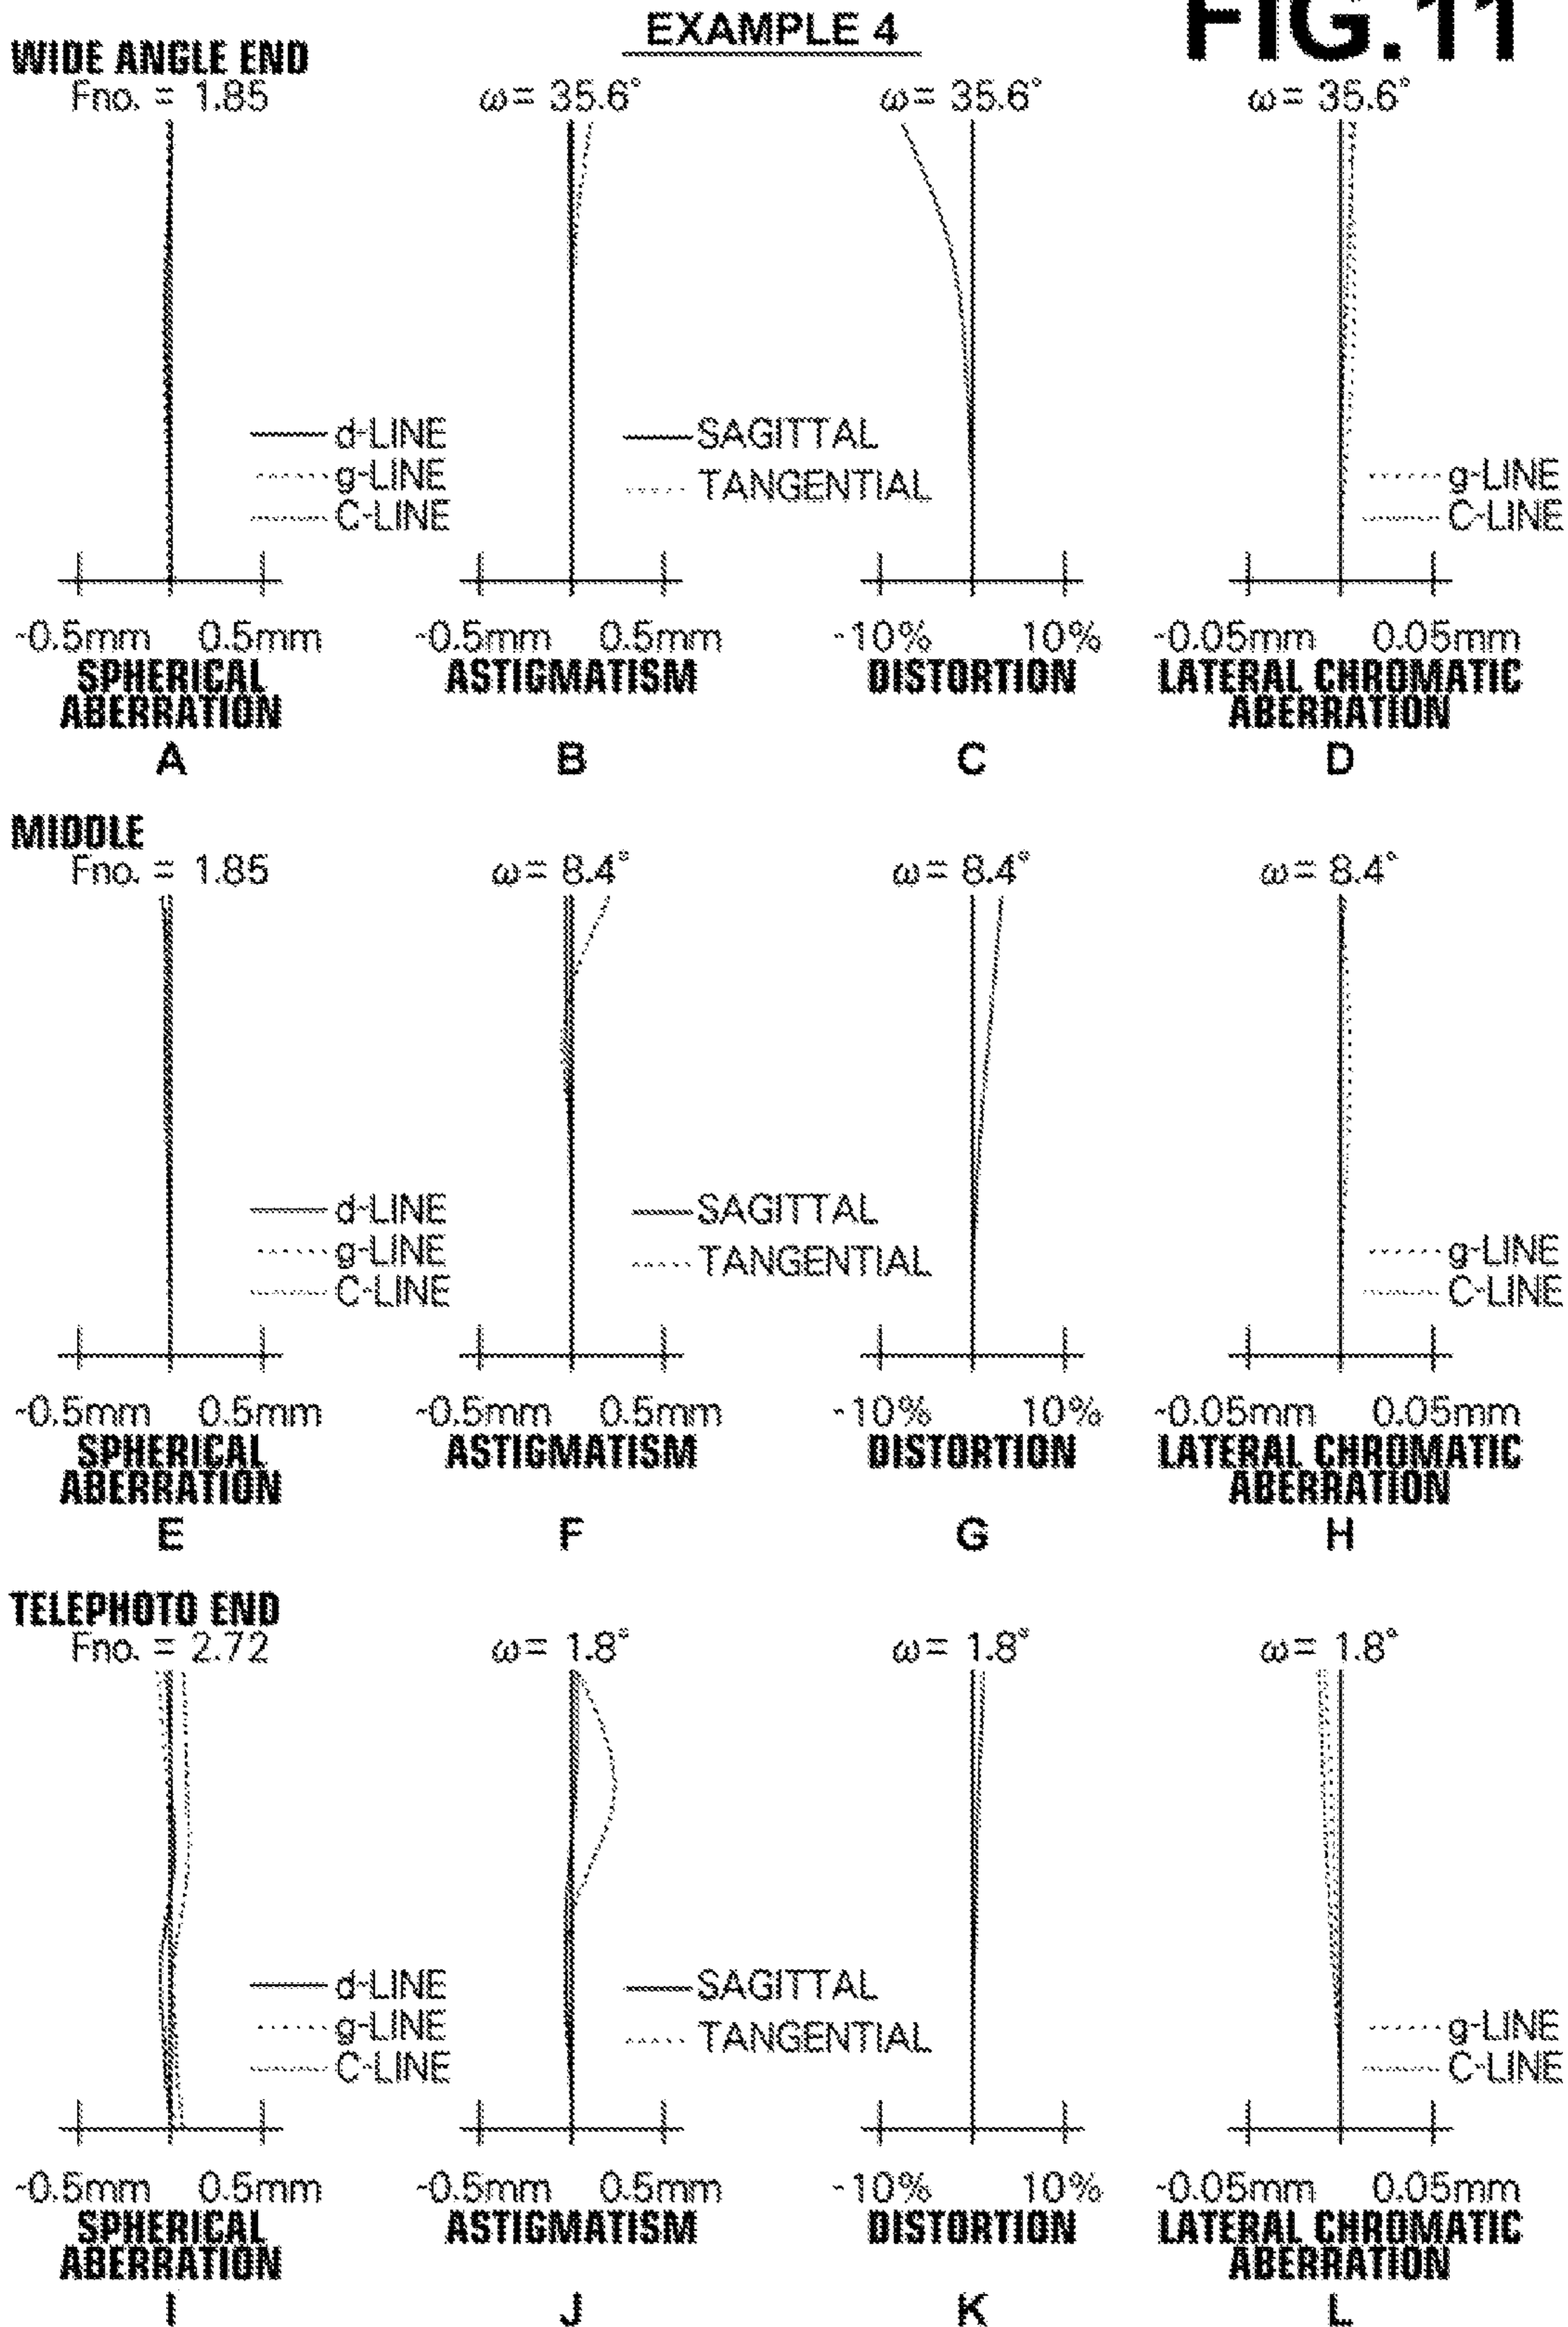 FIG.11
EXAMPLE 4
WIDE ANGLE END
Fno. = 1.85
ω = 35.6°
ω = 35.6°
ω = 35.6°
d-LINE
g-LINE
C-LINE
SAGITTAL
TANGENTIAL
g-LINE
C-LINE
-0.5mm 0.5mm
-0.5mm 0.5mm
-10% 10%
-0.05mm 0.05mm
SPHERICAL
ABERRATION
ASTIGMATISM
DISTORTION
LATERAL CHROMATIC
ABERRATION
A
B
C
D
MIDDLE
Fno. = 1.85
ω = 8.4°
ω = 8.4°
ω = 8.4°
d-LINE
g-LINE
C-LINE
SAGITTAL
TANGENTIAL
g-LINE
C-LINE
-0.5mm 0.5mm
-0.5mm 0.5mm
-10% 10%
-0.05mm 0.05mm
SPHERICAL
ABERRATION
ASTIGMATISM
DISTORTION
LATERAL CHROMATIC
ABERRATION
E
F
G
H
TELEPHOTO END
Fno. = 2.72
ω = 1.8°
ω = 1.8°
ω = 1.8°
d-LINE
g-LINE
C-LINE
SAGITTAL
TANGENTIAL
g-LINE
C-LINE
-0.5mm 0.5mm
-0.5mm 0.5mm
-10% 10%
-0.05mm 0.05mm
SPHERICAL
ABERRATION
ASTIGMATISM
DISTORTION
LATERAL CHROMATIC
ABERRATION
I
J
K
L